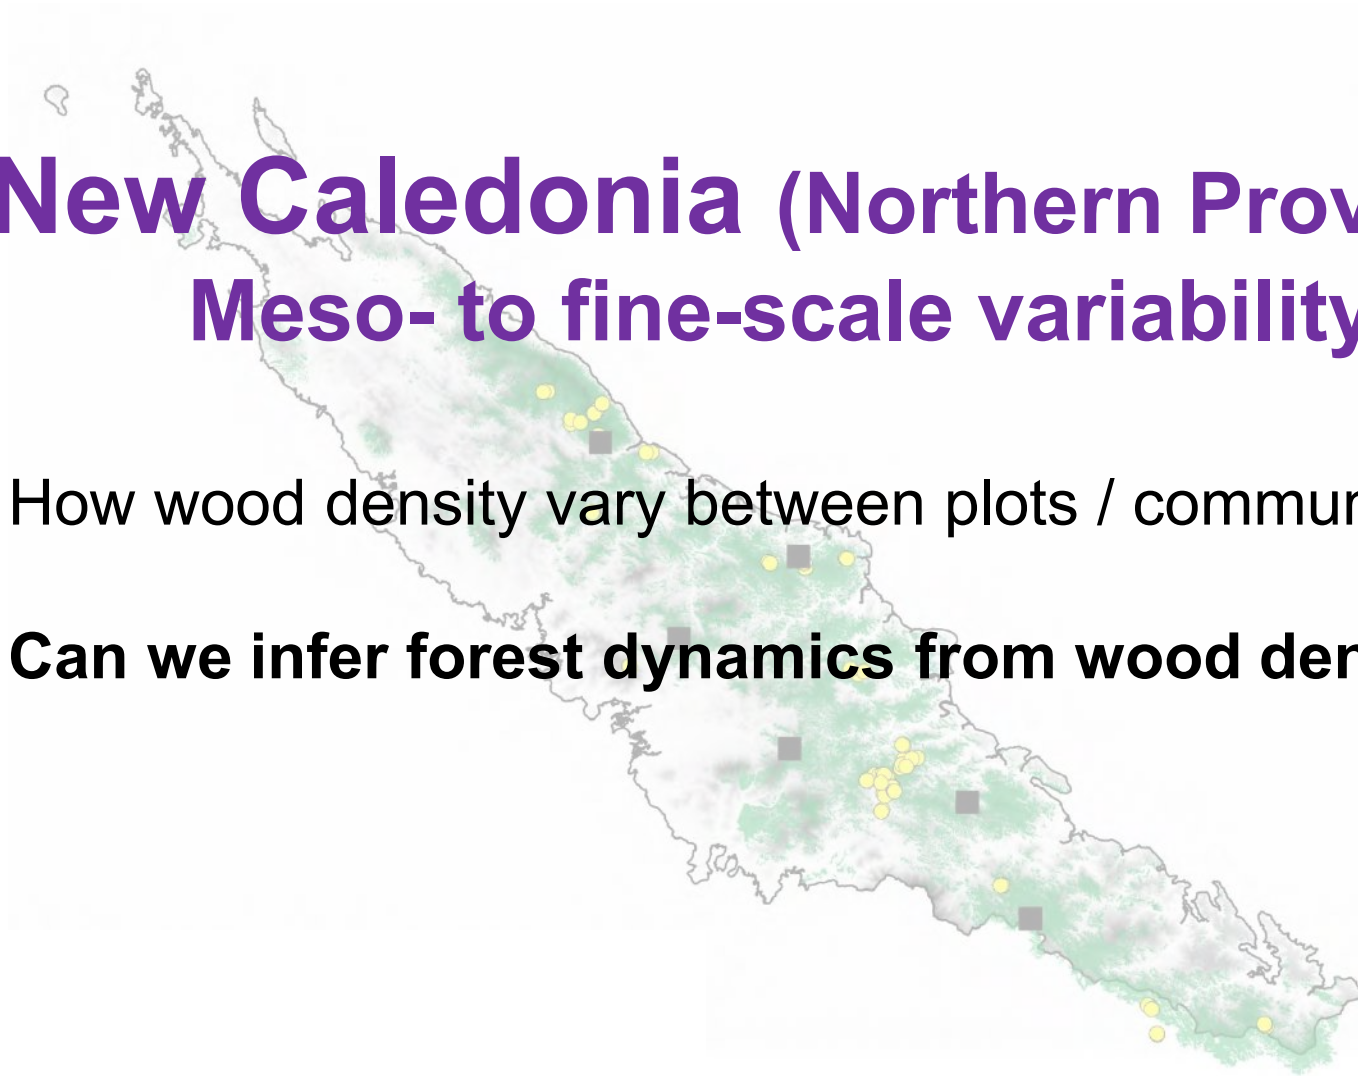 New Caledonia (Northern Prov
Meso- to fine-scale variability
How wood density vary between plots / commun
Can we infer forest dynamics from wood den